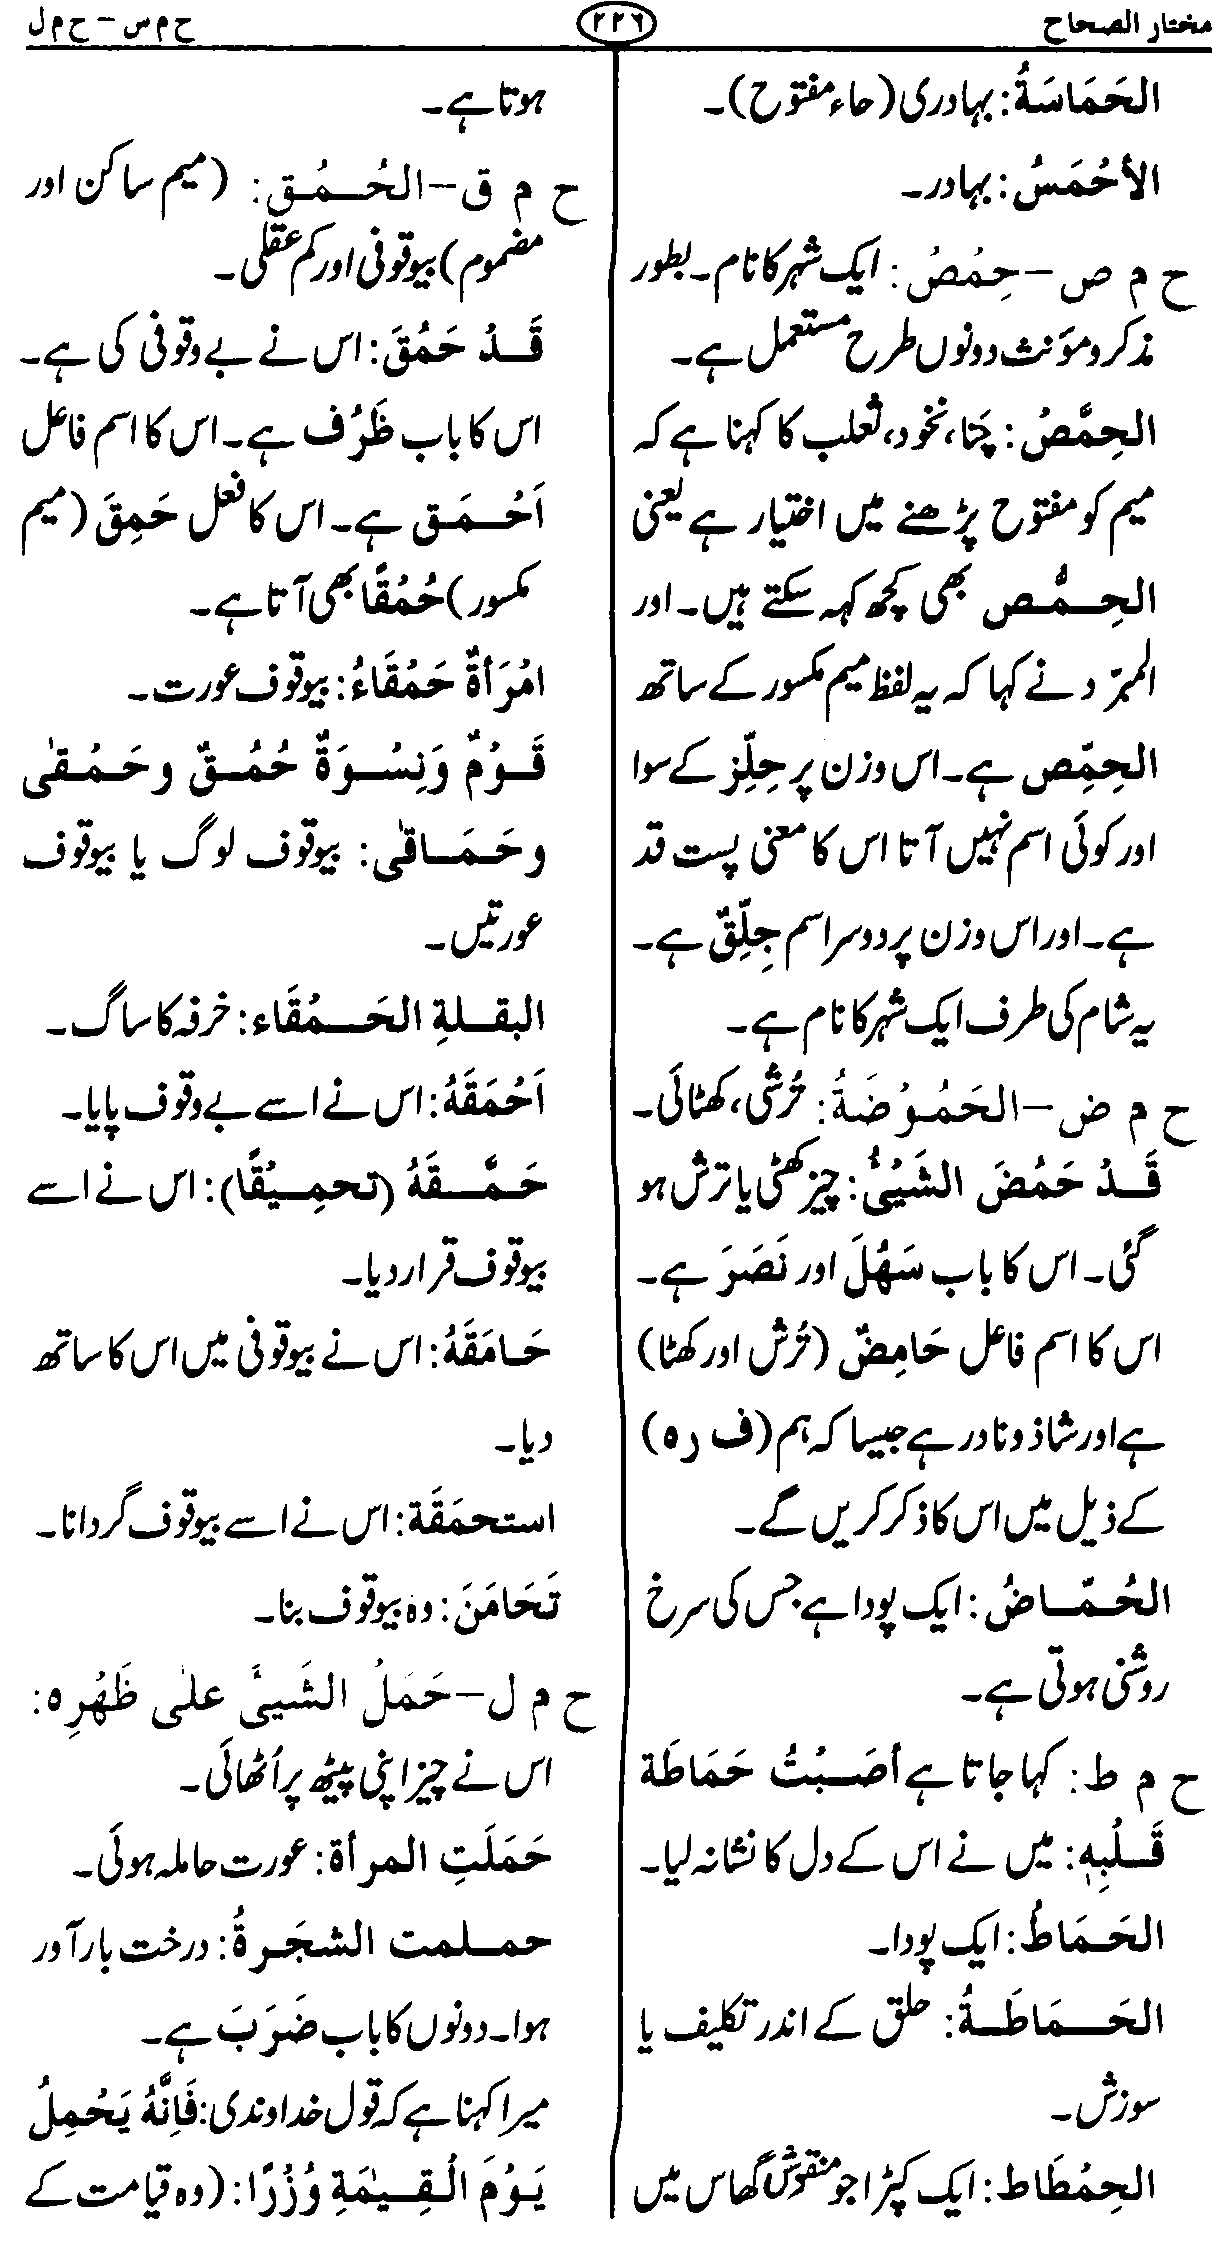 مختار الصحاح
٢٢٦
ح م س – ح م ل
الحَمَاسَةُ: بہادری (حاء مفتوح)۔
الأحْمَسُ: بہادر۔
ح م ص – حِمْصُ: ایک شہر کا نام۔ بطور
مذکر و مؤنث دونوں طرح مستعمل ہے۔
الحِمَّصُ: چنا، نخود، ثعلب کا کہنا ہے کہ
میم کو مفتوح پڑھنے میں اختیار ہے یعنی
الحِمَّص بھی کچھ کہہ سکتے ہیں۔ اور
المبرّد نے کہا کہ یہ لفظ میم مکسور کے ساتھ
الحِمِّص ہے۔ اس وزن پر حِلِّز کے سوا
اور کوئی اسم نہیں آتا اس کا معنی پست قد
ہے۔ اور اس وزن پر دوسرا اسم جِلِّقٌ ہے۔
یہ شام کی طرف ایک شہر کا نام ہے۔
ح م ض – الحَمُوْضَةُ: تُرشی، کھٹائی۔
قَدْ حَمُضَ الشَیْئُ: چیز کھٹی یا ترش ہو
گئی۔ اس کا باب سَهُلَ اور نَصَرَ ہے۔
اس کا اسم فاعل حَامِضٌ (تُرش اور کھٹا)
ہے اور شاذ و نادر ہے جیسا کہ ہم (ف ر ہ)
کے ذیل میں اس کا ذکر کریں گے۔
الحُمّاضُ: ایک پودا ہے جس کی سرخ
روشنی ہوتی ہے۔
ح م ط: کہا جاتا ہے أصَبْتُ حَمَاطَة
قَلْبِهٖ: میں نے اس کے دل کا نشانہ لیا۔
الحَمَاطُ: ایک پودا۔
الحَمَاطَةُ: حلق کے اندر تکلیف یا
سوزش۔
الحِمْطَاط: ایک کپڑا جو منقوش گھاس میں
ہوتا ہے۔
ح م ق – الحُمْق: (میم ساکن اور
مضموم) بیوقوفی اور کم عقلی۔
قَدْ حَمُقَ: اس نے بے وقوفی کی ہے۔
اس کا باب ظَرُف ہے۔ اس کا اسم فاعل
اَحْمَق ہے۔ اس کا فعل حَمِقَ (میم
مکسور) حُمْقًا بھی آتا ہے۔
امْرَأةٌ حَمْقَاءُ: بیوقوف عورت۔
قَوْمٌ وَنِسْوَةٌ حُمْقٌ وحَمْقیٰ
وحَمَاقیٰ: بیوقوف لوگ یا بیوقوف
عورتیں۔
البقلةِ الحَمْقَاء: خرفہ کا ساگ۔
اَحْمَقَهُ: اس نے اسے بے وقوف پایا۔
حَمَّقَهُ (تحمِیْقًا): اس نے اسے
بیوقوف قرار دیا۔
حَامَقَهُ: اس نے بیوقوفی میں اس کا ساتھ
دیا۔
استحمَقَة: اس نے اسے بیوقوف گردانا۔
تَحَامَنَ: وہ بیوقوف بنا۔
ح م ل – حَمَلُ الشَیئَ علیٰ ظَهْرِہ:
اس نے چیز اپنی پیٹھ پر اُٹھائی۔
حَمَلَتِ المرأة: عورت حاملہ ہوئی۔
حملمت الشجَرةُ: درخت بارآور
ہوا۔ دونوں کا باب ضَرَبَ ہے۔
میرا کہنا ہے کہ قول خداوندی: فَاِنَّهُ یَحْمِلُ
یَوْمَ الْقِیٰمَةِ وِزْرًا: (وہ قیامت کے